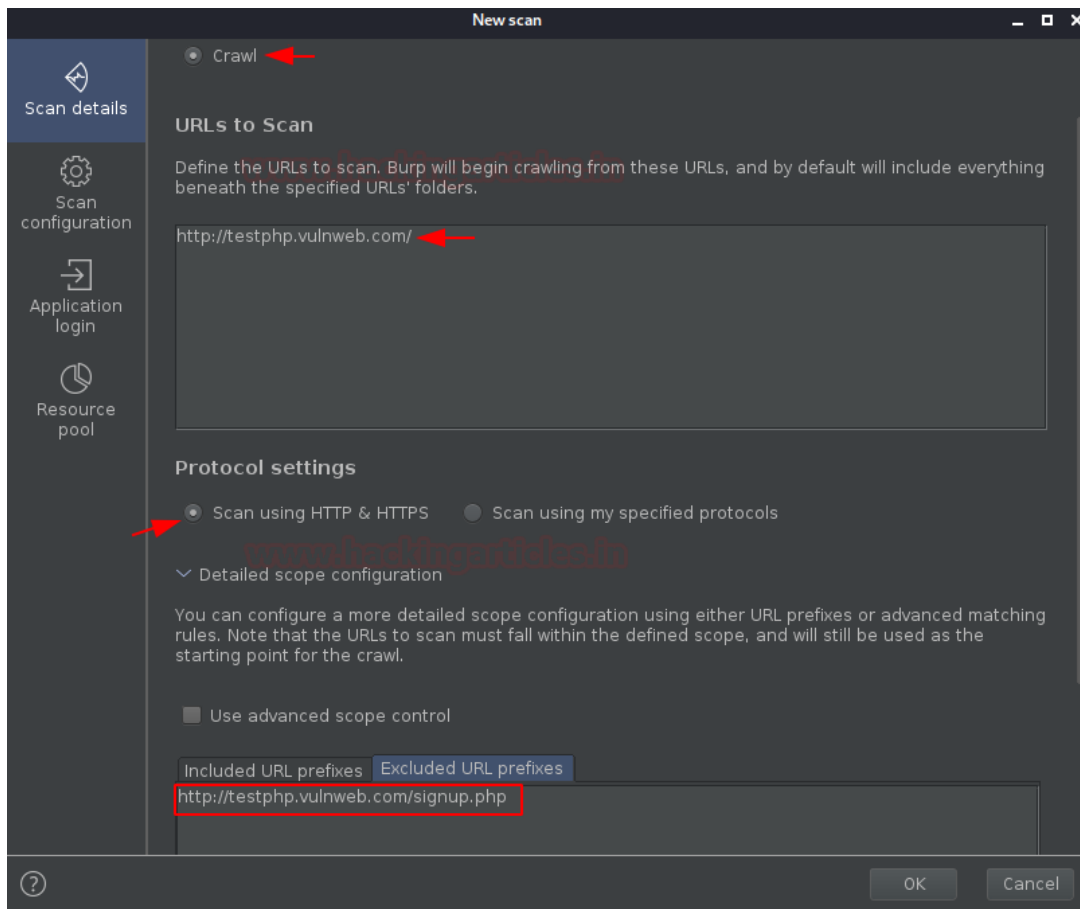 New scan
Scan details
Scan
configuration
Application
login
Resource
pool
Crawl
URLs to Scan
Define the URLs to scan. Burp will begin crawling from these URLs, and by default will include everything
beneath the specified URLs' folders.
http://testphp.vulnweb.com/
Protocol settings
Scan using HTTP & HTTPS
Scan using my specified protocols
www.hackingarticles.in
Detailed scope configuration
You can configure a more detailed scope configuration using either URL prefixes or advanced matching
rules. Note that the URLs to scan must fall within the defined scope, and will still be used as the
starting point for the crawl.
Use advanced scope control
Included URL prefixes
Excluded URL prefixes
http://testphp.vulnweb.com/signup.php
?
OK
Cancel